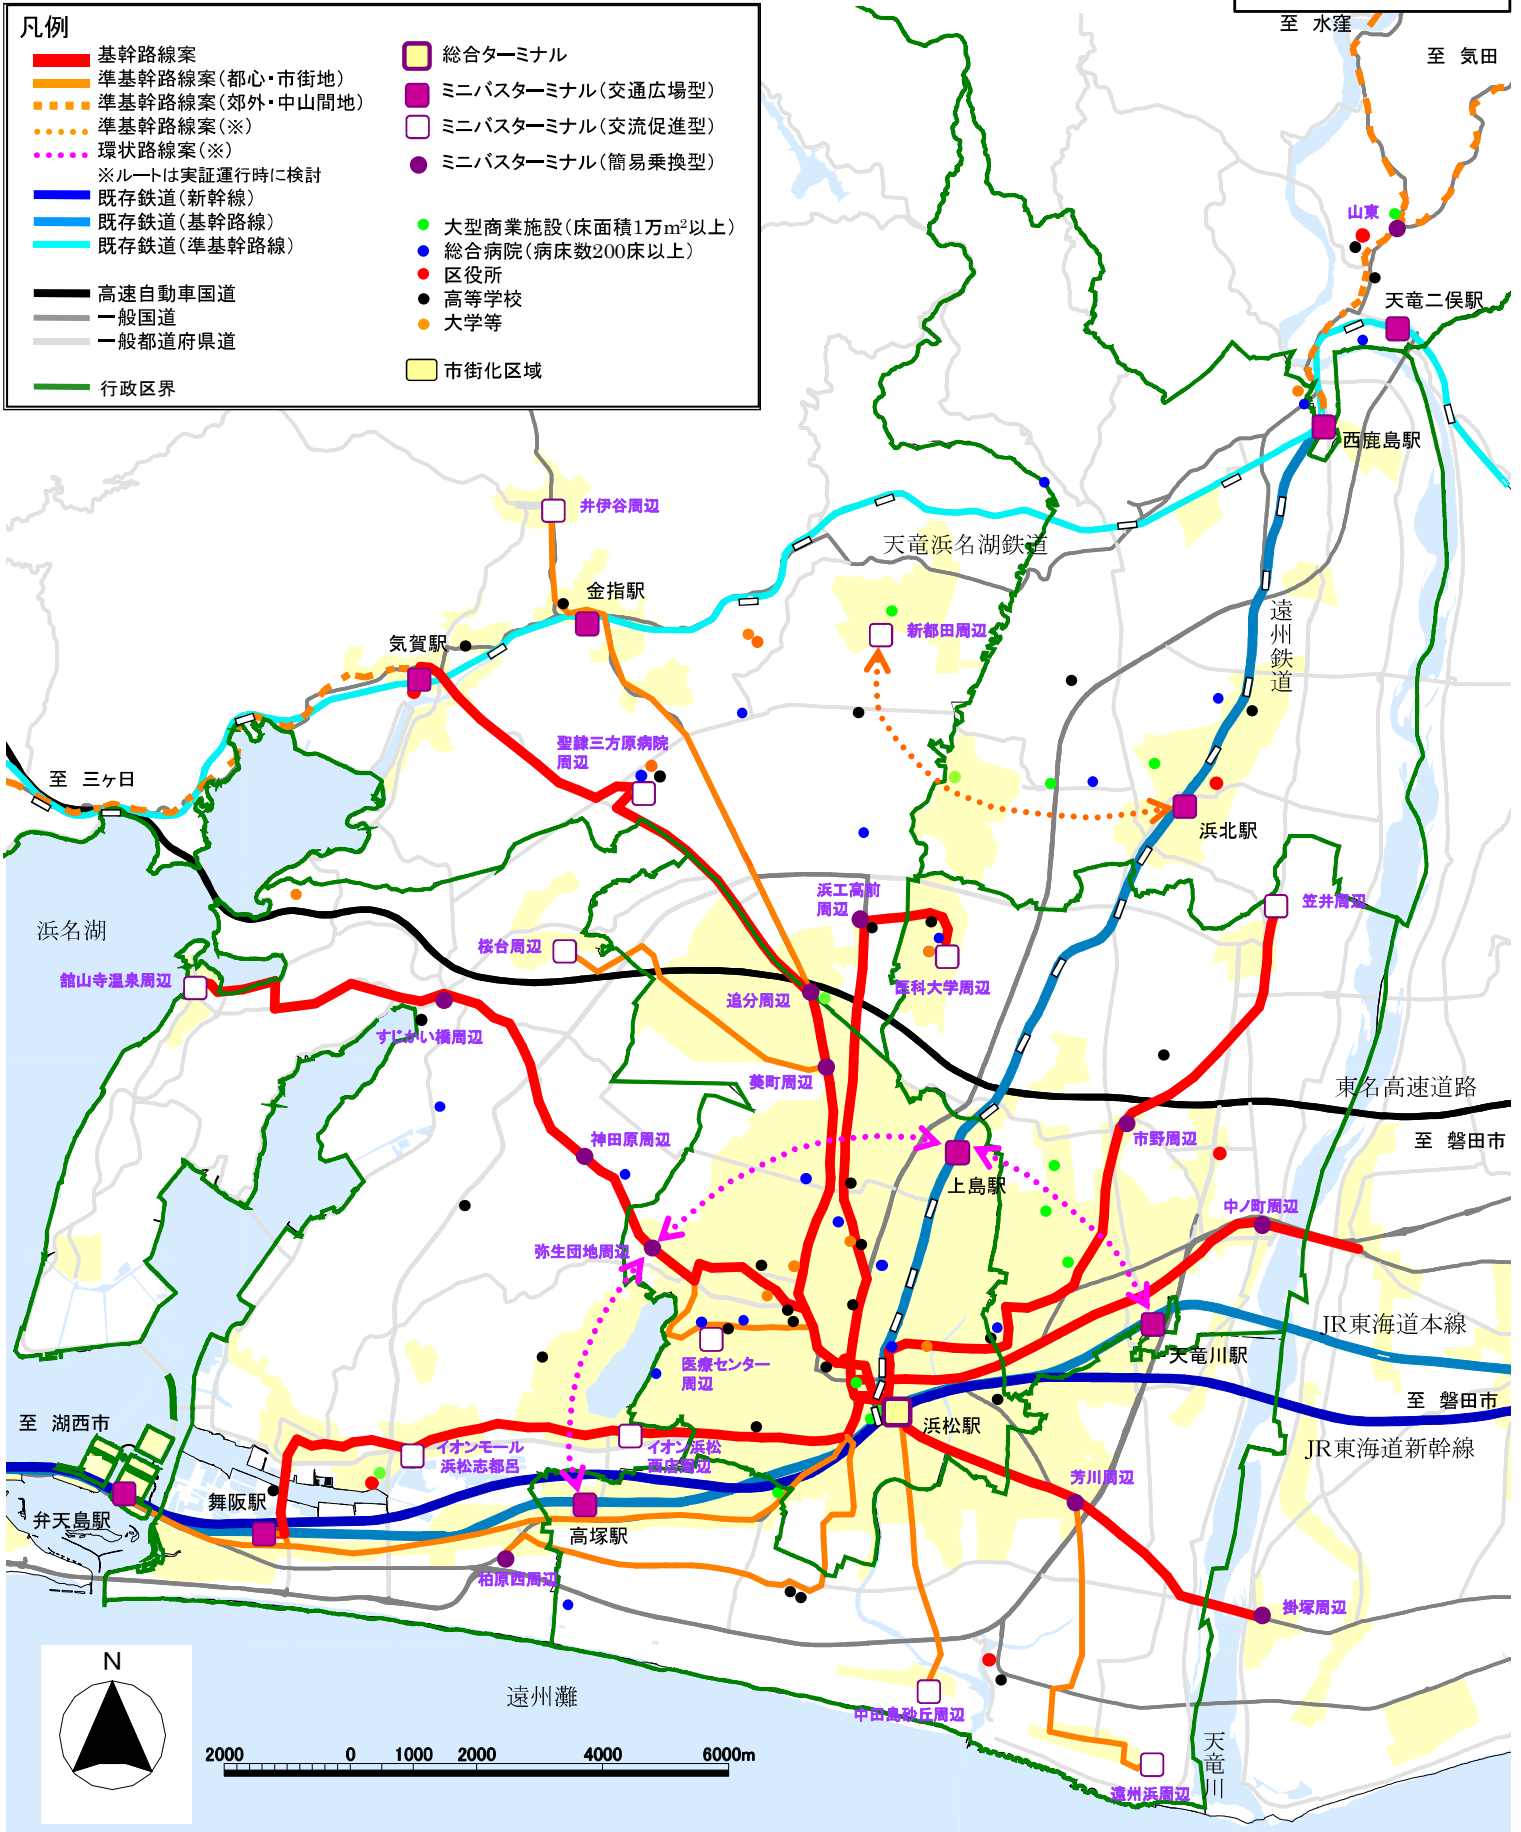 凡例
基幹路線案
準基幹路線案(都心・市街地)
準基幹路線案(郊外・中山間地)
準基幹路線案(※)
環状路線案(※)
※ルートは実証運行時に検討
既存鉄道(新幹線)
既存鉄道(基幹路線)
既存鉄道(準基幹路線)
高速自動車国道
一般国道
一般都道府県道
行政区界
総合ターミナル
ミニバスターミナル(交通広場型)
ミニバスターミナル(交流促進型)
ミニバスターミナル(簡易乗換型)
大型商業施設(床面積1万m²以上)
総合病院(病床数200床以上)
区役所
高等学校
大学等
市街化区域
至 水窪
至 気田
山東
天竜二俣駅
西鹿島駅
井伊谷周辺
天竜浜名湖鉄道
金指駅
遠州鉄道
新都田周辺
気賀駅
聖隷三方原病院
周辺
至 三ヶ日
浜北駅
浜工高前
周辺
笠井周辺
浜名湖
桜台周辺
舘山寺温泉周辺
追分周辺
医科大学周辺
すじかい橋周辺
葵町周辺
東名高速道路
市野周辺
至 磐田市
神田原周辺
上島駅
中ノ町周辺
弥生団地周辺
JR東海道本線
天竜川駅
医療センター
周辺
至 磐田市
至 湖西市
浜松駅
イオンモール
浜松志都呂
イオン浜松
西店周辺
JR東海道新幹線
芳川周辺
舞阪駅
弁天島駅
高塚駅
柏原西周辺
掛塚周辺
N
遠州灘
中田島砂丘周辺
天竜川
2000 0 1000 2000 4000 6000m
遠州浜周辺